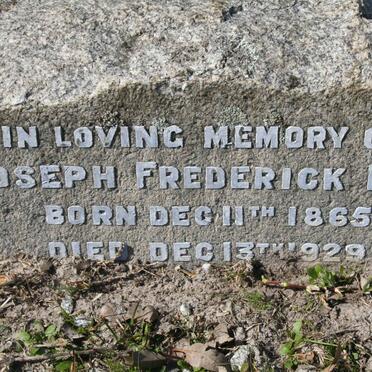 IN LOVING MEMORY O
JOSEPH FREDERICK
BORN DEC 11TH 1865
DIED DEC 13TH 1929